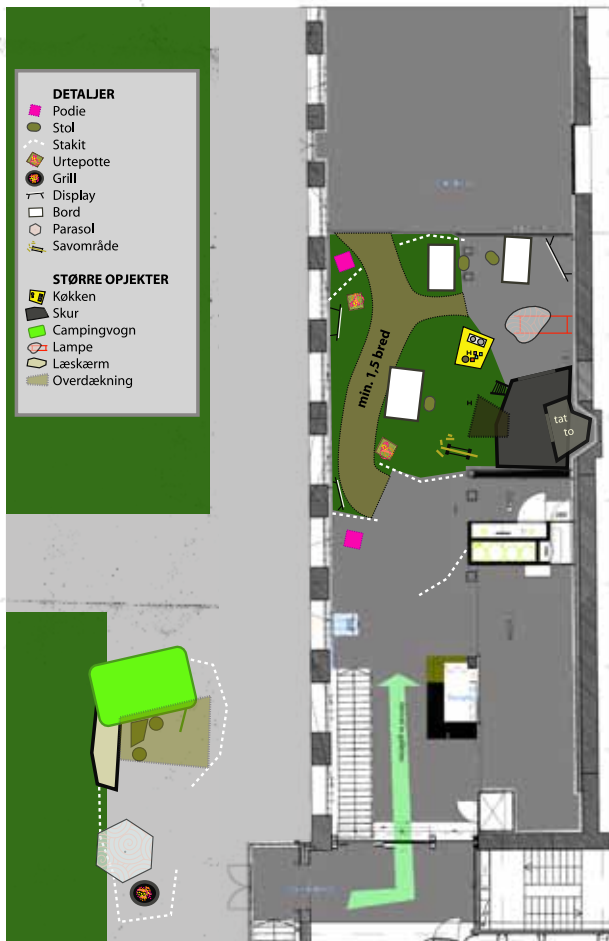 DETALJER
Podie
Stol
Stakit
Urtepotte
Grill
Display
Bord
Parasol
Savområde
STØRRE OPJEKTER
Køkken
Skur
Campingvogn
Lampe
Læskærm
Overdækning
min. 1,5 bred
tat
to